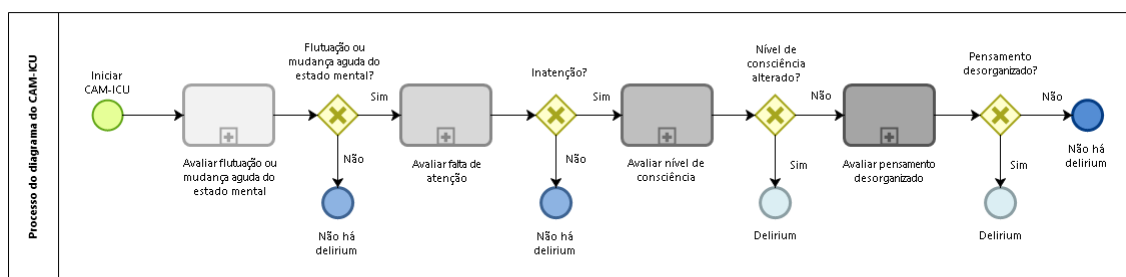 Processo do diagrama do CAM-ICU
Iniciar
CAM-ICU
Avaliar flutuação ou
mudança aguda do
estado mental
Flutuação ou
mudança aguda do
estado mental?
Sim
Não
Não há
delirium
Avaliar falta de
atenção
Inatenção?
Sim
Não
Não há
delirium
Avaliar nível de
consciência
Nível de
consciência
alterado?
Não
Sim
Delirium
Avaliar pensamento
desorganizado
Pensamento
desorganizado?
Não
Sim
Delirium
Não há
delirium